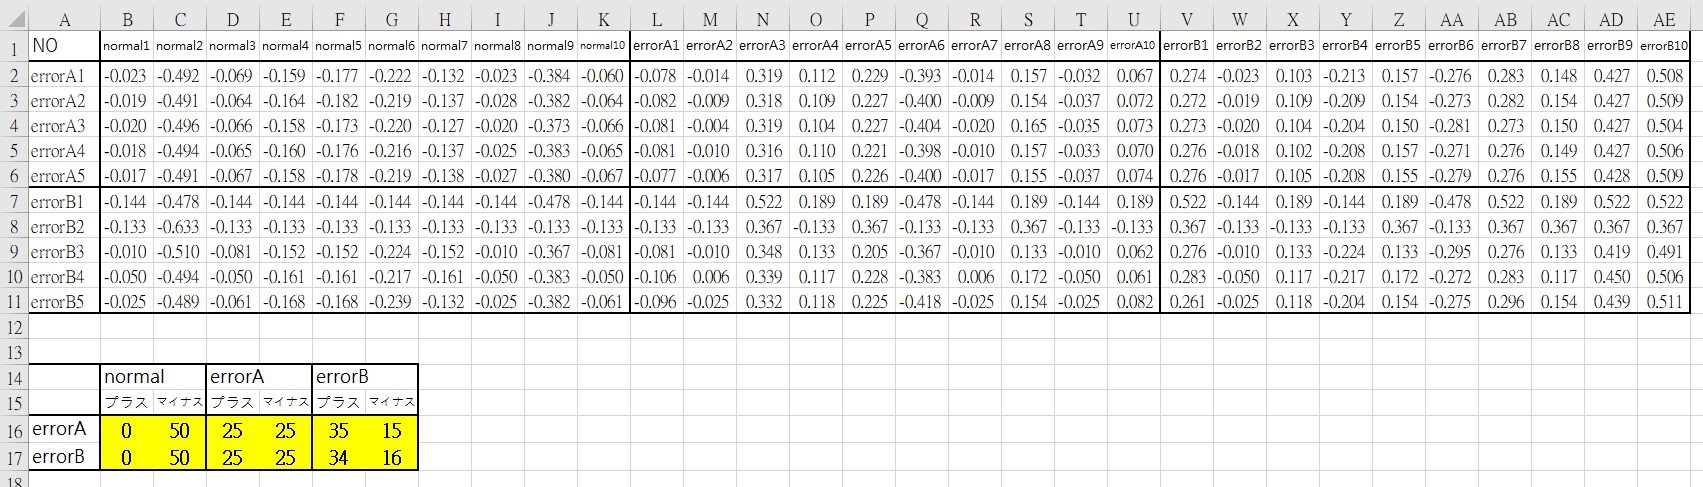 A B C D E F G H I J K L M N O P Q R S T U V W X Y Z AA AB AC AD AE
1 NO normal1 normal2 normal3 normal4 normal5 normal6 normal7 normal8 normal9 normal10 errorA1 errorA2 errorA3 errorA4 errorA5 errorA6 errorA7 errorA8 errorA9 errorA10 errorB1 errorB2 errorB3 errorB4 errorB5 errorB6 errorB7 errorB8 errorB9 errorB10
2 errorA1 -0.023 -0.492 -0.069 -0.159 -0.177 -0.222 -0.132 -0.023 -0.384 -0.060 -0.078 -0.014 0.319 0.112 0.229 -0.393 -0.014 0.157 -0.032 0.067 0.274 -0.023 0.103 -0.213 0.157 -0.276 0.283 0.148 0.427 0.508
3 errorA2 -0.019 -0.491 -0.064 -0.164 -0.182 -0.219 -0.137 -0.028 -0.382 -0.064 -0.082 -0.009 0.318 0.109 0.227 -0.400 -0.009 0.154 -0.037 0.072 0.272 -0.019 0.109 -0.209 0.154 -0.273 0.282 0.154 0.427 0.509
4 errorA3 -0.020 -0.496 -0.066 -0.158 -0.173 -0.220 -0.127 -0.020 -0.373 -0.066 -0.081 -0.004 0.319 0.104 0.227 -0.404 -0.020 0.165 -0.035 0.073 0.273 -0.020 0.104 -0.204 0.150 -0.281 0.273 0.150 0.427 0.504
5 errorA4 -0.018 -0.494 -0.065 -0.160 -0.176 -0.216 -0.137 -0.025 -0.383 -0.065 -0.081 -0.010 0.316 0.110 0.221 -0.398 -0.010 0.157 -0.033 0.070 0.276 -0.018 0.102 -0.208 0.157 -0.271 0.276 0.149 0.427 0.506
6 errorA5 -0.017 -0.491 -0.067 -0.158 -0.178 -0.219 -0.138 -0.027 -0.380 -0.067 -0.077 -0.006 0.317 0.105 0.226 -0.400 -0.017 0.155 -0.037 0.074 0.276 -0.017 0.105 -0.208 0.155 -0.279 0.276 0.155 0.428 0.509
7 errorB1 -0.144 -0.478 -0.144 -0.144 -0.144 -0.144 -0.144 -0.144 -0.478 -0.144 -0.144 -0.144 0.522 0.189 0.189 -0.478 -0.144 0.189 -0.144 0.189 0.522 -0.144 0.189 -0.144 0.189 -0.478 0.522 0.189 0.522 0.522
8 errorB2 -0.133 -0.633 -0.133 -0.133 -0.133 -0.133 -0.133 -0.133 -0.133 -0.133 -0.133 -0.133 0.367 -0.133 0.367 -0.133 -0.133 0.367 -0.133 -0.133 0.367 -0.133 -0.133 -0.133 0.367 -0.133 0.367 0.367 0.367 0.367
9 errorB3 -0.010 -0.510 -0.081 -0.152 -0.152 -0.224 -0.152 -0.010 -0.367 -0.081 -0.081 -0.010 0.348 0.133 0.205 -0.367 -0.010 0.133 -0.010 0.062 0.276 -0.010 0.133 -0.224 0.133 -0.295 0.276 0.133 0.419 0.491
10 errorB4 -0.050 -0.494 -0.050 -0.161 -0.161 -0.217 -0.161 -0.050 -0.383 -0.050 -0.106 0.006 0.339 0.117 0.228 -0.383 0.006 0.172 -0.050 0.061 0.283 -0.050 0.117 -0.217 0.172 -0.272 0.283 0.117 0.450 0.506
11 errorB5 -0.025 -0.489 -0.061 -0.168 -0.168 -0.239 -0.132 -0.025 -0.382 -0.061 -0.096 -0.025 0.332 0.118 0.225 -0.418 -0.025 0.154 -0.025 0.082 0.261 -0.025 0.118 -0.204 0.154 -0.275 0.296 0.154 0.439 0.511
12
13
14 normal errorA errorB
15 プラス マイナス プラス マイナス プラス マイナス
16 errorA 0 50 25 25 35 15
17 errorB 0 50 25 25 34 16
18